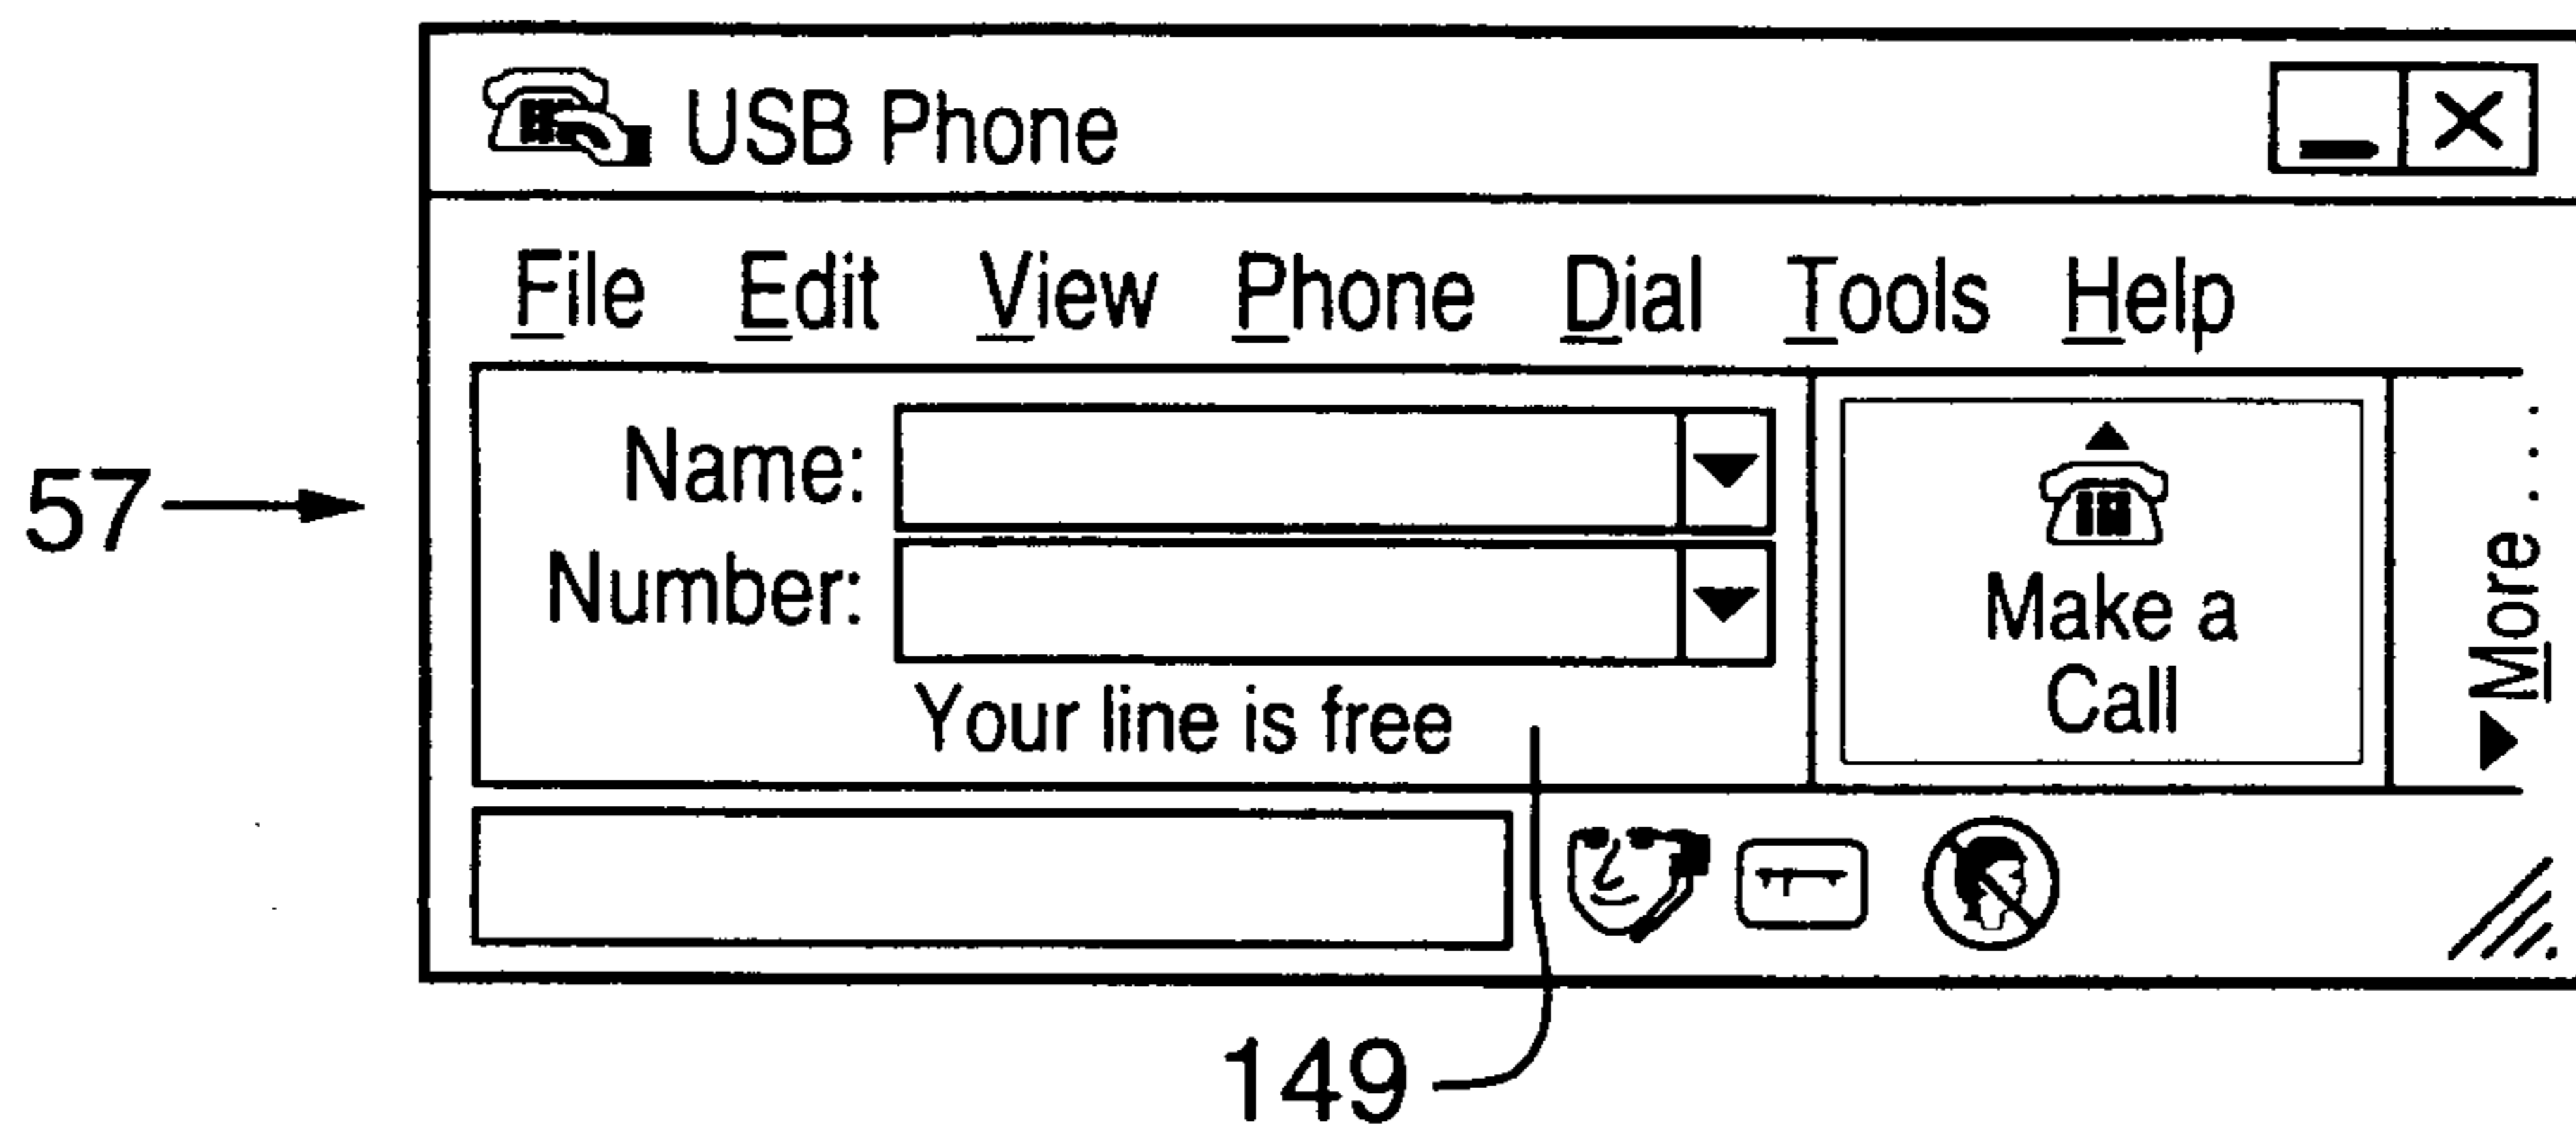 USB Phone
File Edit View Phone Dial Tools Help
57
Name:
Number:
Your line is free
Make a
Call
More ....
149